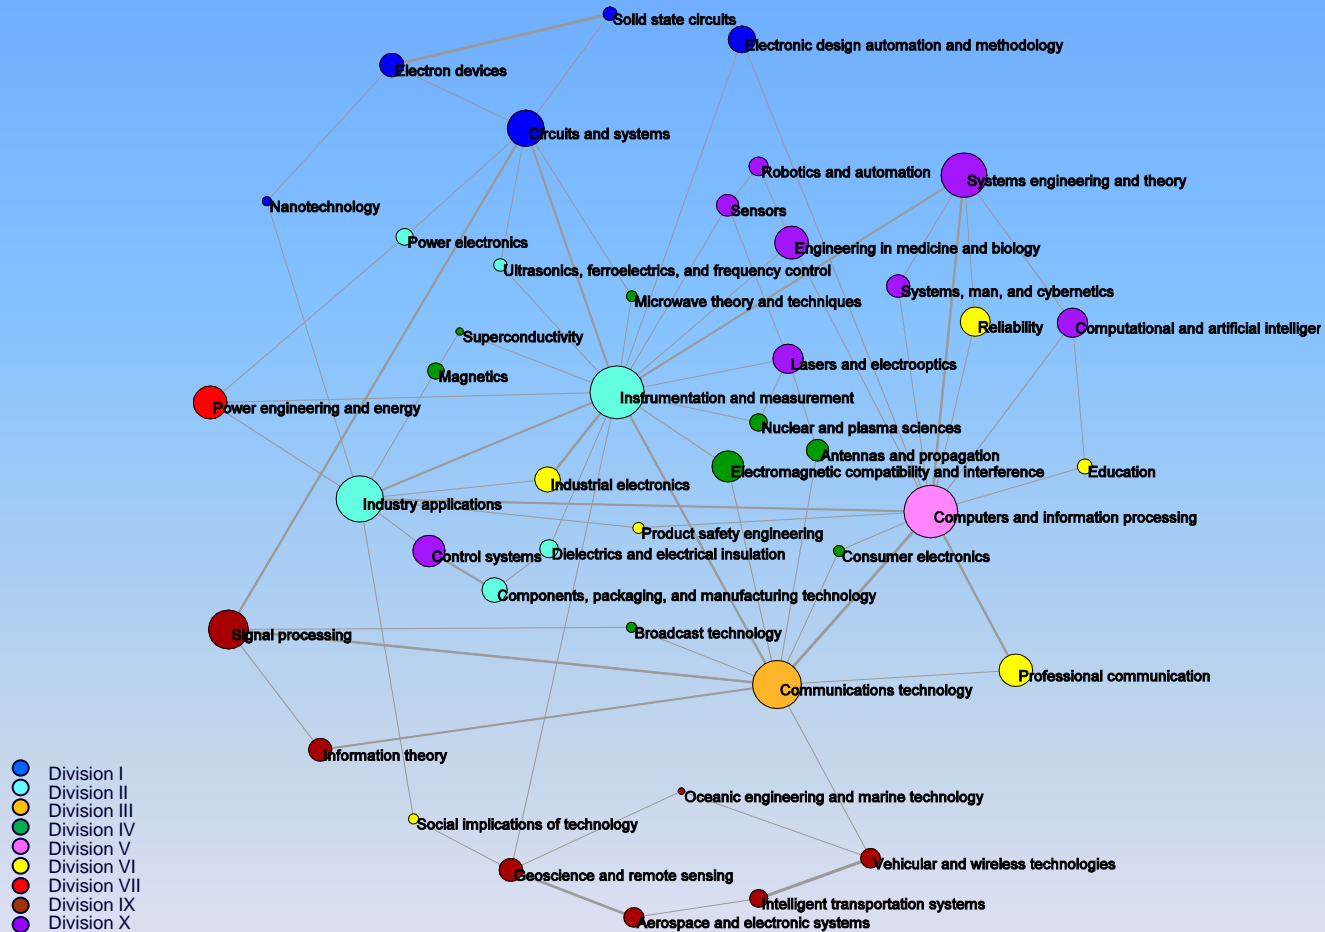 Solid state circuits
Electronic design automation and methodology
Electron devices
Circuits and systems
Robotics and automation
Systems engineering and theory
Nanotechnology
Sensors
Power electronics
Engineering in medicine and biology
Ultrasonics, ferroelectrics, and frequency control
Systems, man, and cybernetics
Microwave theory and techniques
Reliability
Computational and artificial intelliger
Superconductivity
Lasers and electrooptics
Magnetics
Instrumentation and measurement
Power engineering and energy
Nuclear and plasma sciences
Antennas and propagation
Electromagnetic compatibility and interference
Education
Industrial electronics
Industry applications
Computers and information processing
Product safety engineering
Control systems
Dielectrics and electrical insulation
Consumer electronics
Components, packaging, and manufacturing technology
Signal processing
Broadcast technology
Professional communication
Communications technology
Information theory
Oceanic engineering and marine technology
Social implications of technology
Vehicular and wireless technologies
Geoscience and remote sensing
Intelligent transportation systems
Aerospace and electronic systems
Division I
Division II
Division III
Division IV
Division V
Division VI
Division VII
Division IX
Division X